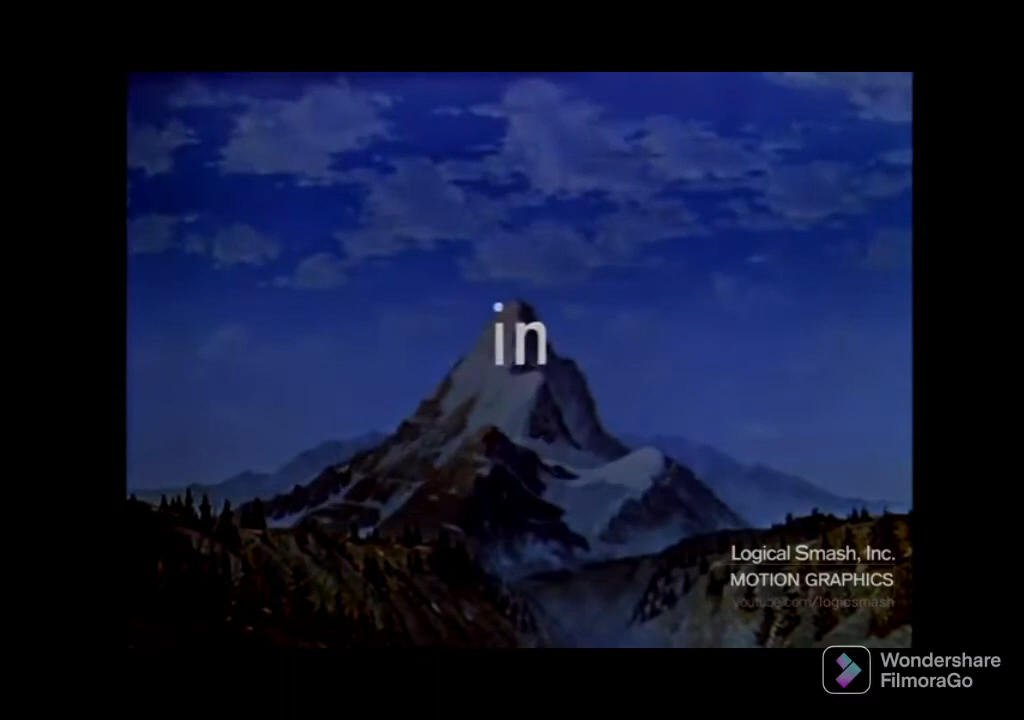 in
Logical Smash, Inc.
MOTION GRAPHICS
youtube.com/logicsmash
Wondershare
FilmoraGo